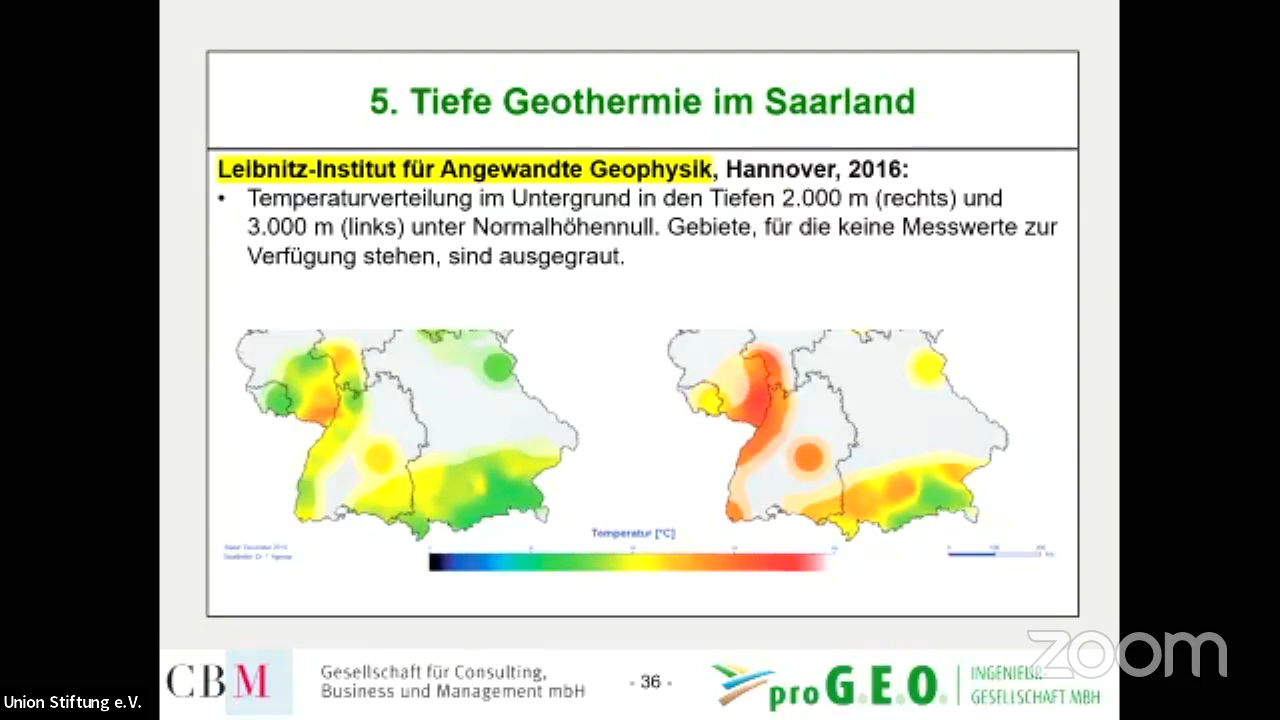 5. Tiefe Geothermie im Saarland
Leibnitz-Institut für Angewandte Geophysik, Hannover, 2016:
• Temperaturverteilung im Untergrund in den Tiefen 2.000 m (rechts) und
3.000 m (links) unter Normalhöhennull. Gebiete, für die keine Messwerte zur
Verfügung stehen, sind ausgegraut.
Temperatur [°C]
CBM
Gesellschaft für Consulting,
Business und Management mbH
- 36 -
pro G.E.O.
INGENIEUR-
GESELLSCHAFT MBH
zoom
Union Stiftung e.V.